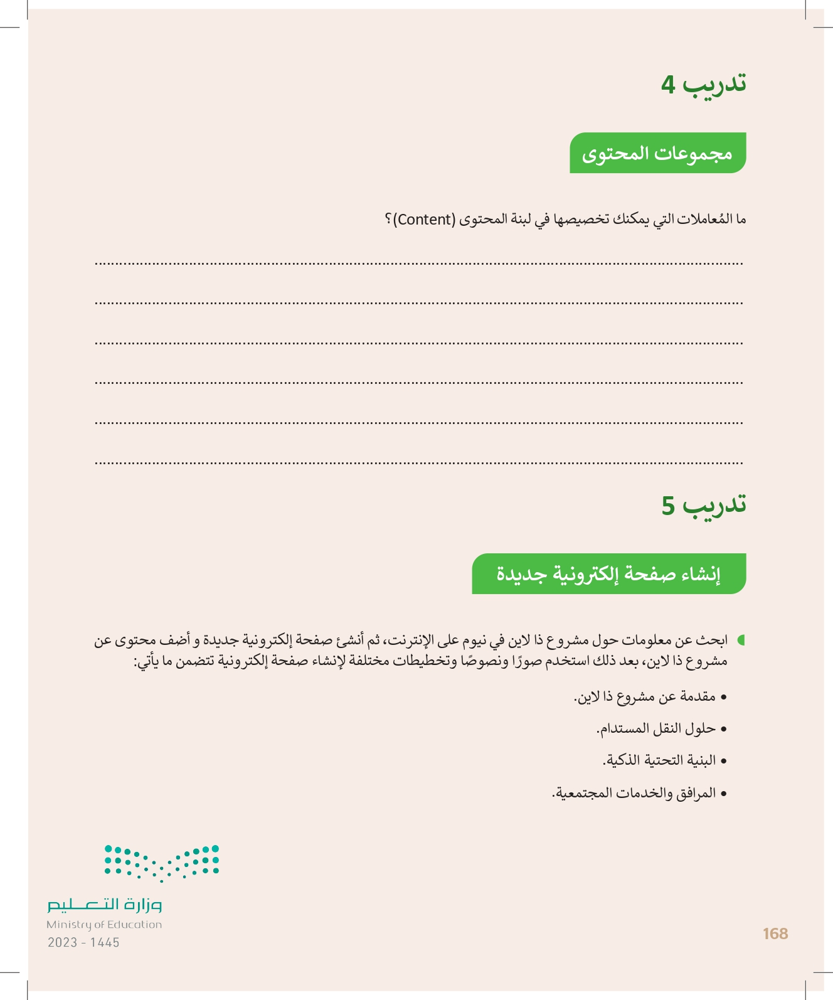 تدريب 4
مجموعات المحتوى
ما المُعاملات التي يمكنك تخصيصها في لبنة المحتوى (Content)؟
تدريب 5
إنشاء صفحة إلكترونية جديدة
ابحث عن معلومات حول مشروع ذا لاين في نيوم على الإنترنت، ثم أنشئ صفحة إلكترونية جديدة و أضف محتوى عن
مشروع ذا لاين، بعد ذلك استخدم صورًا ونصوصًا وتخطيطات مختلفة لإنشاء صفحة إلكترونية تتضمن ما يأتي:
• مقدمة عن مشروع ذا لاين.
• حلول النقل المستدام.
• البنية التحتية الذكية.
• المرافق والخدمات المجتمعية.
وزارة التعليم
Ministry of Education
2023 - 1445
168